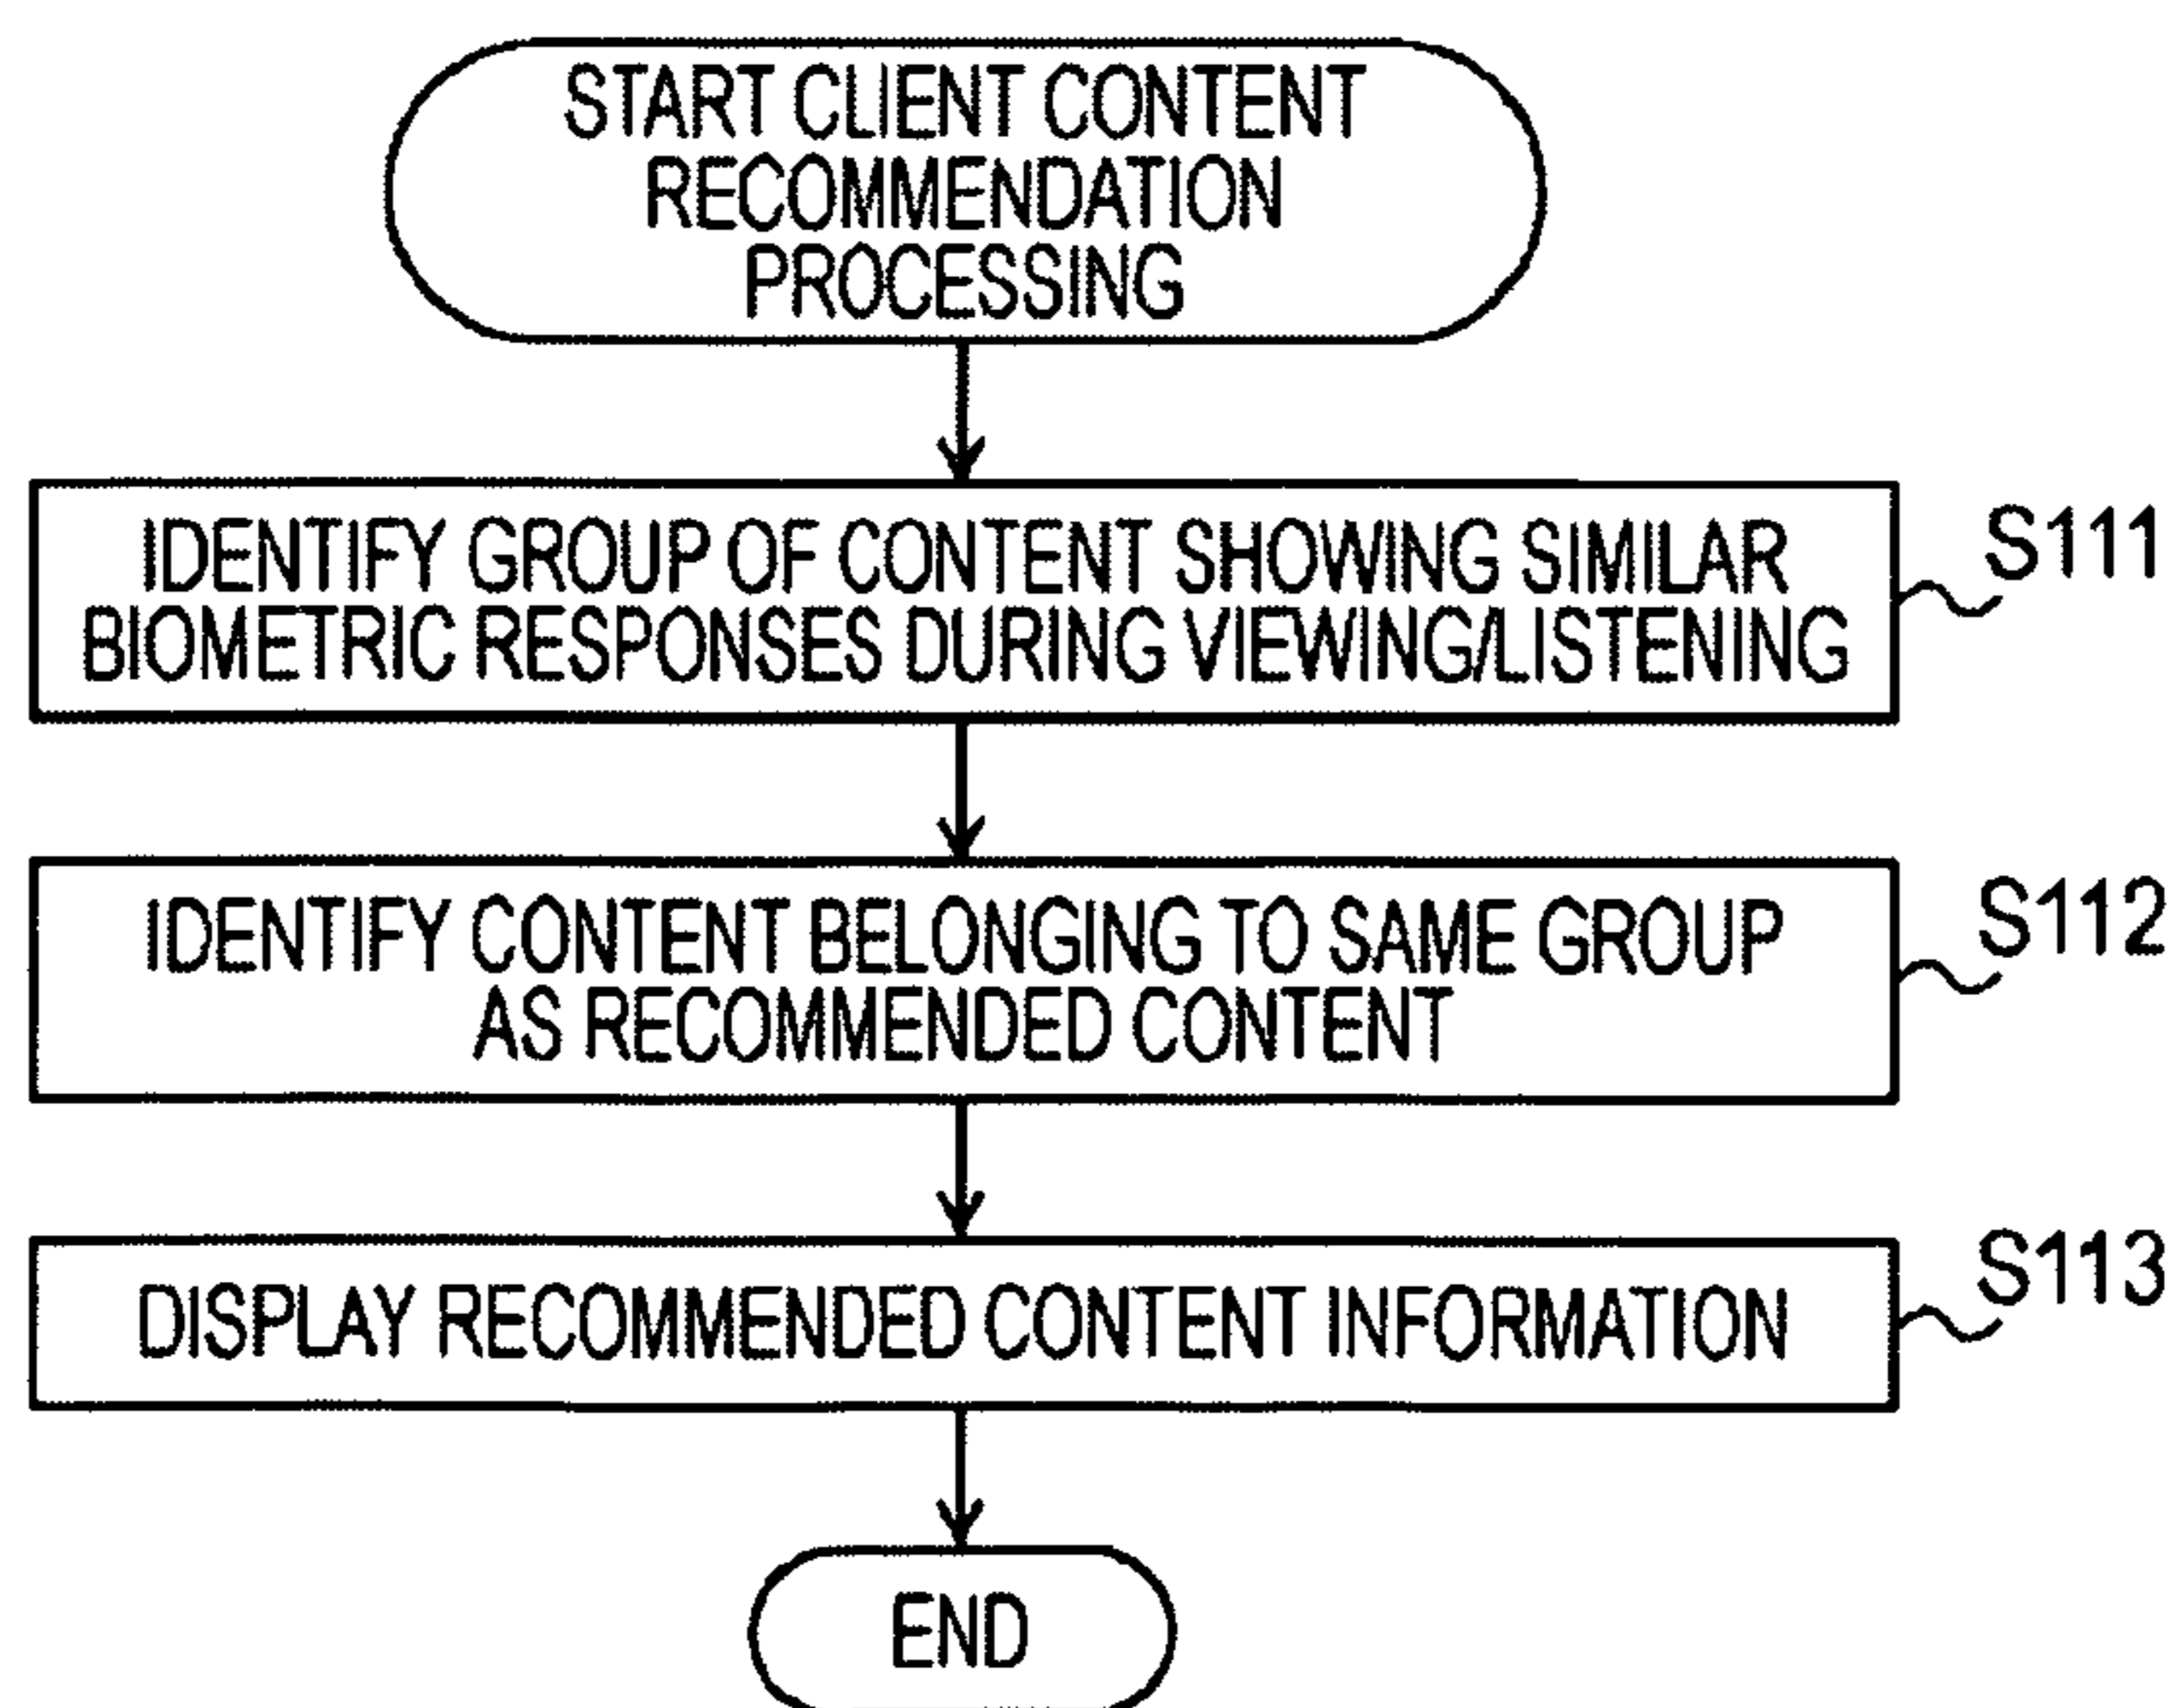 START CLIENT CONTENT
RECOMMENDATION
PROCESSING
IDENTIFY GROUP OF CONTENT SHOWING SIMILAR
BIOMETRIC RESPONSES DURING VIEWING/LISTENING
S111
IDENTIFY CONTENT BELONGING TO SAME GROUP
AS RECOMMENDED CONTENT
S112
DISPLAY RECOMMENDED CONTENT INFORMATION
S113
END